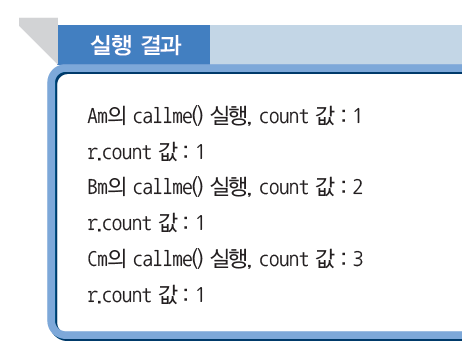 실행 결과
Am의 callme() 실행, count 값 : 1
r.count 값 : 1
Bm의 callme() 실행, count 값 : 2
r.count 값 : 1
Cm의 callme() 실행, count 값 : 3
r.count 값 : 1